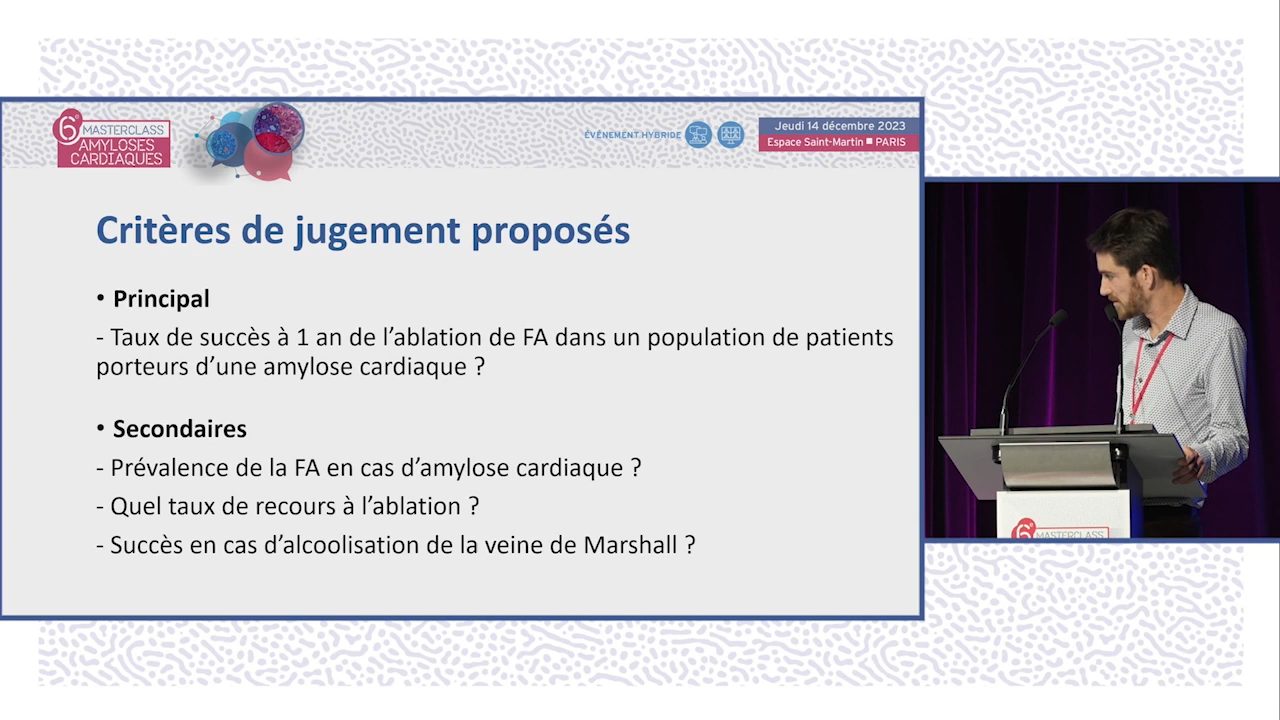 6e MASTERCLASS
AMYLOSES
CARDIAQUES
ÉVÉNEMENT HYBRIDE
Jeudi 14 décembre 2023
Espace Saint-Martin ■ PARIS
Critères de jugement proposés
• Principal
- Taux de succès à 1 an de l’ablation de FA dans un population de patients
porteurs d’une amylose cardiaque ?
• Secondaires
- Prévalence de la FA en cas d’amylose cardiaque ?
- Quel taux de recours à l’ablation ?
- Succès en cas d’alcoolisation de la veine de Marshall ?
6e MASTERCLASS